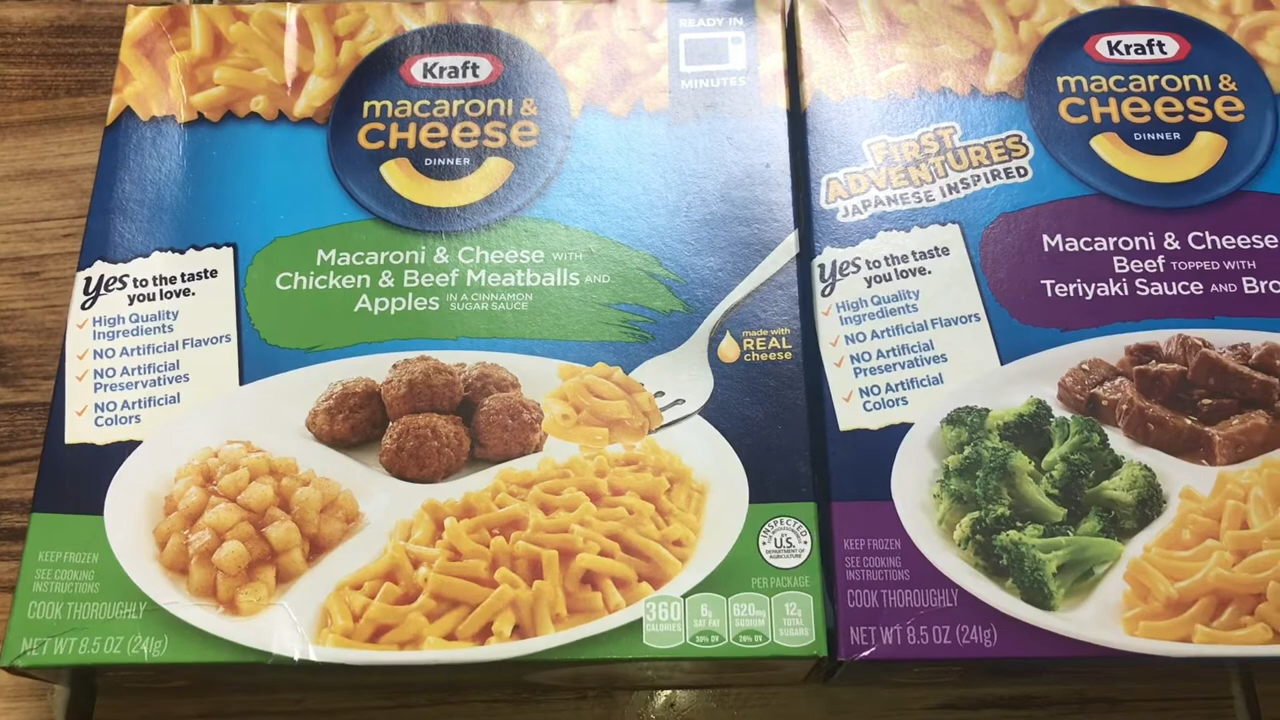 READY IN
MINUTES
Kraft
macaroni &
CHEESE
DINNER
Macaroni & Cheese WITH
Chicken & Beef Meatballs AND
Apples IN A CINNAMON
SUGAR SAUCE
Yes to the taste
you love.
High Quality
Ingredients
NO Artificial Flavors
NO Artificial
Preservatives
NO Artificial
Colors
made with
REAL
cheese
INSPECTED
U.S.
DEPARTMENT OF
AGRICULTURE
KEEP FROZEN
SEE COOKING
INSTRUCTIONS
COOK THOROUGHLY
NET WT 8.5 OZ (241g)
PER PACKAGE
360
CALORIES
6g
SAT FAT
30% DV
620mg
SODIUM
26% DV
12g
TOTAL
SUGARS
Kraft
macaroni &
CHEESE
DINNER
FIRST
ADVENTURES
JAPANESE INSPIRED
Macaroni & Cheese
Beef TOPPED WITH
Teriyaki Sauce AND Bro
Yes to the taste
you love.
High Quality
Ingredients
NO Artificial Flavors
NO Artificial
Preservatives
NO Artificial
Colors
KEEP FROZEN
SEE COOKING
INSTRUCTIONS
COOK THOROUGHLY
NET WT 8.5 OZ (241g)